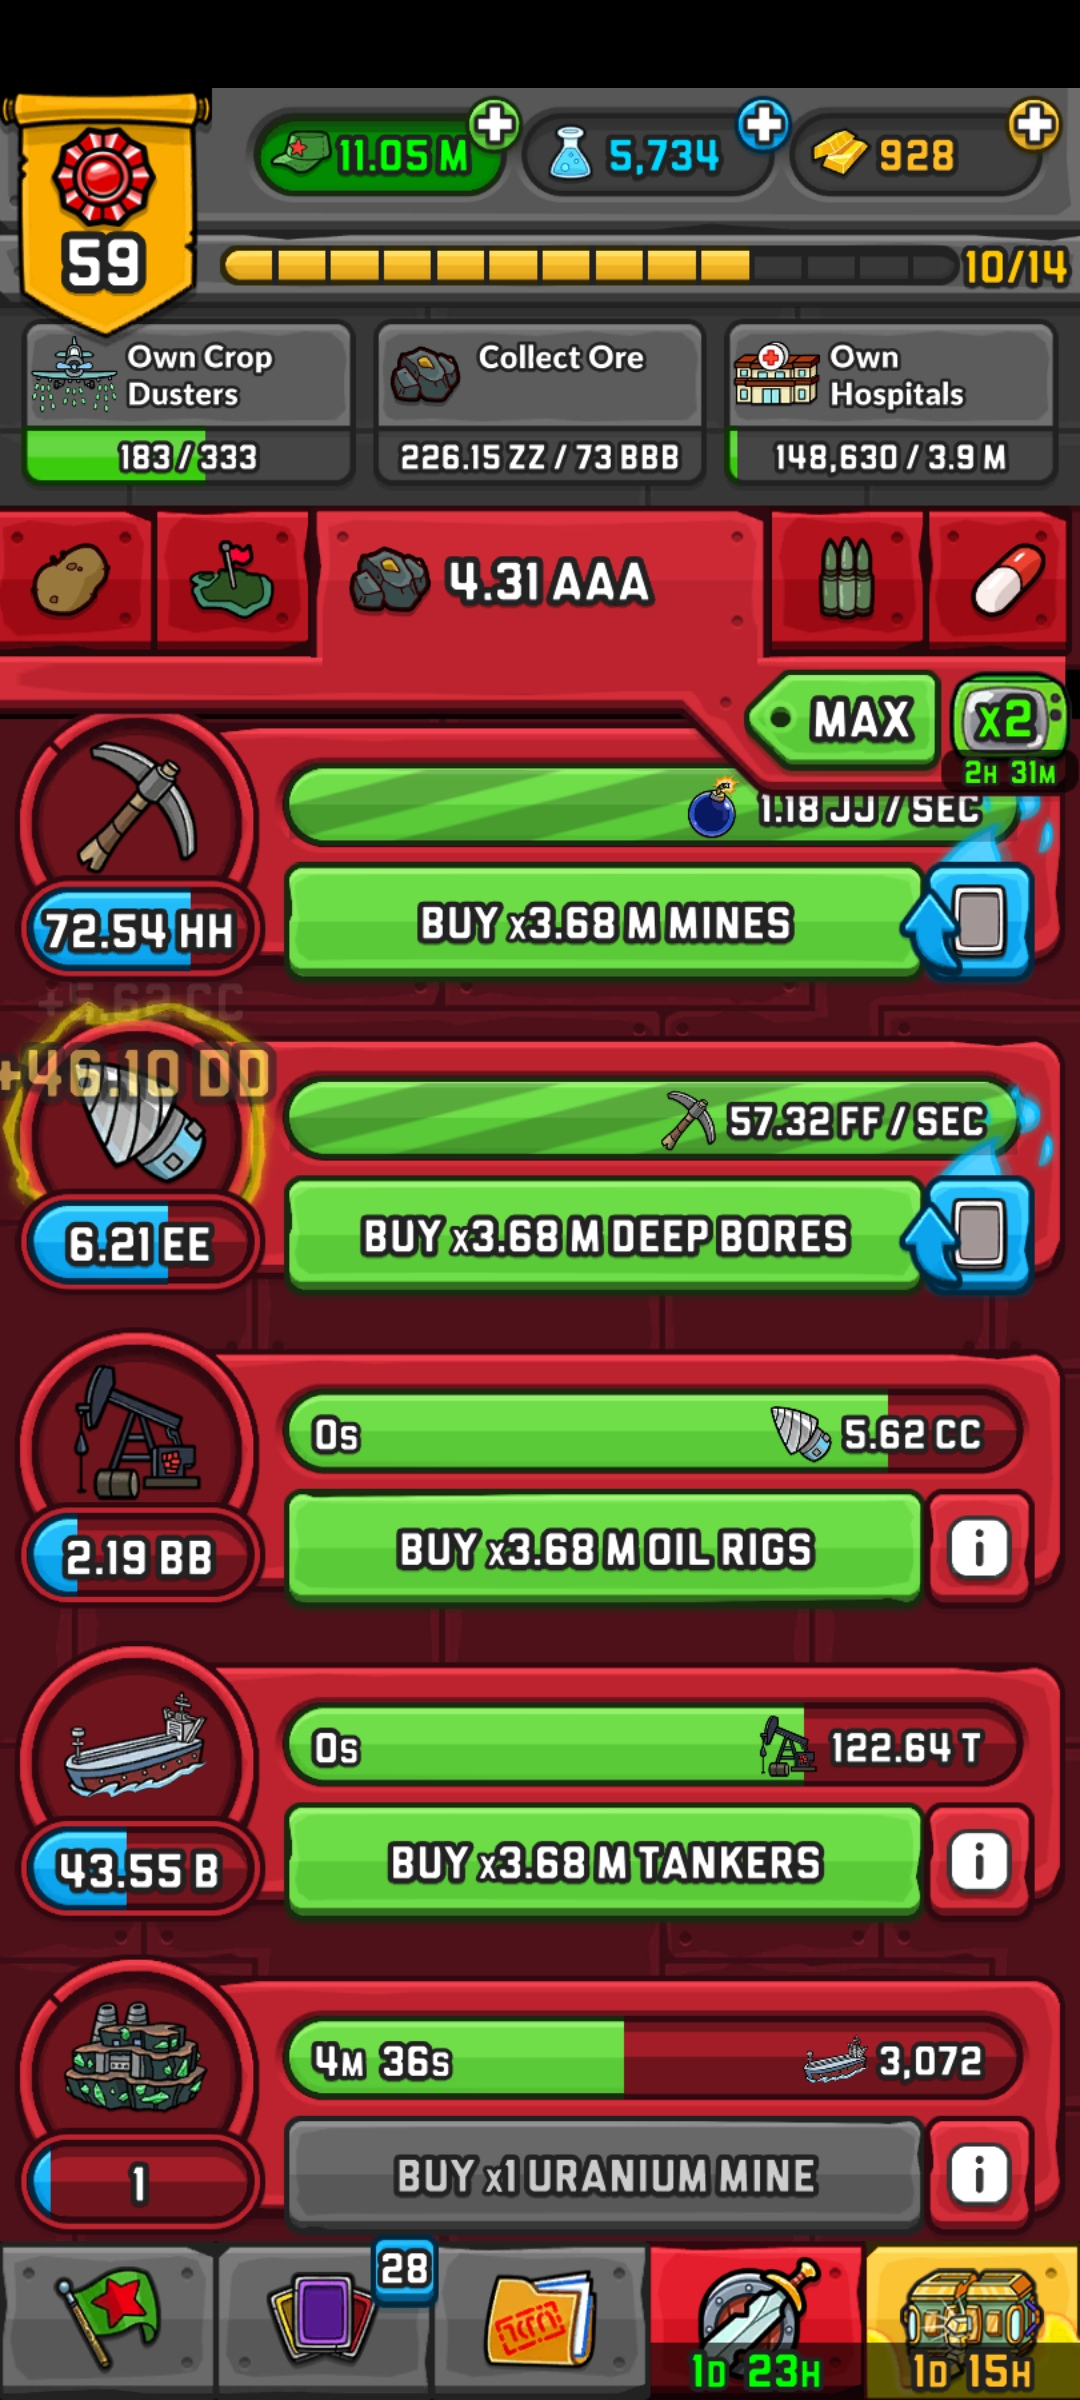 11.05 M
5,734
928
59
10/14
Own Crop
Dusters
183 / 333
Collect Ore
226.15 ZZ / 73 BBB
Own
Hospitals
148,630 / 3.9 M
4.31 AAA
MAX
x2
2H 31M
1.18 JJ / SEC
72.54 HH
BUY x3.68 M MINES
+5.62 CC
+46.10 DD
57.32 FF / SEC
6.21 EE
BUY x3.68 M DEEP BORES
0s
5.62 CC
2.19 BB
BUY x3.68 M OIL RIGS
i
0s
122.64 T
43.55 B
BUY x3.68 M TANKERS
i
4M 36s
3,072
1
BUY x1 URANIUM MINE
i
28
1D 23H
1D 15H